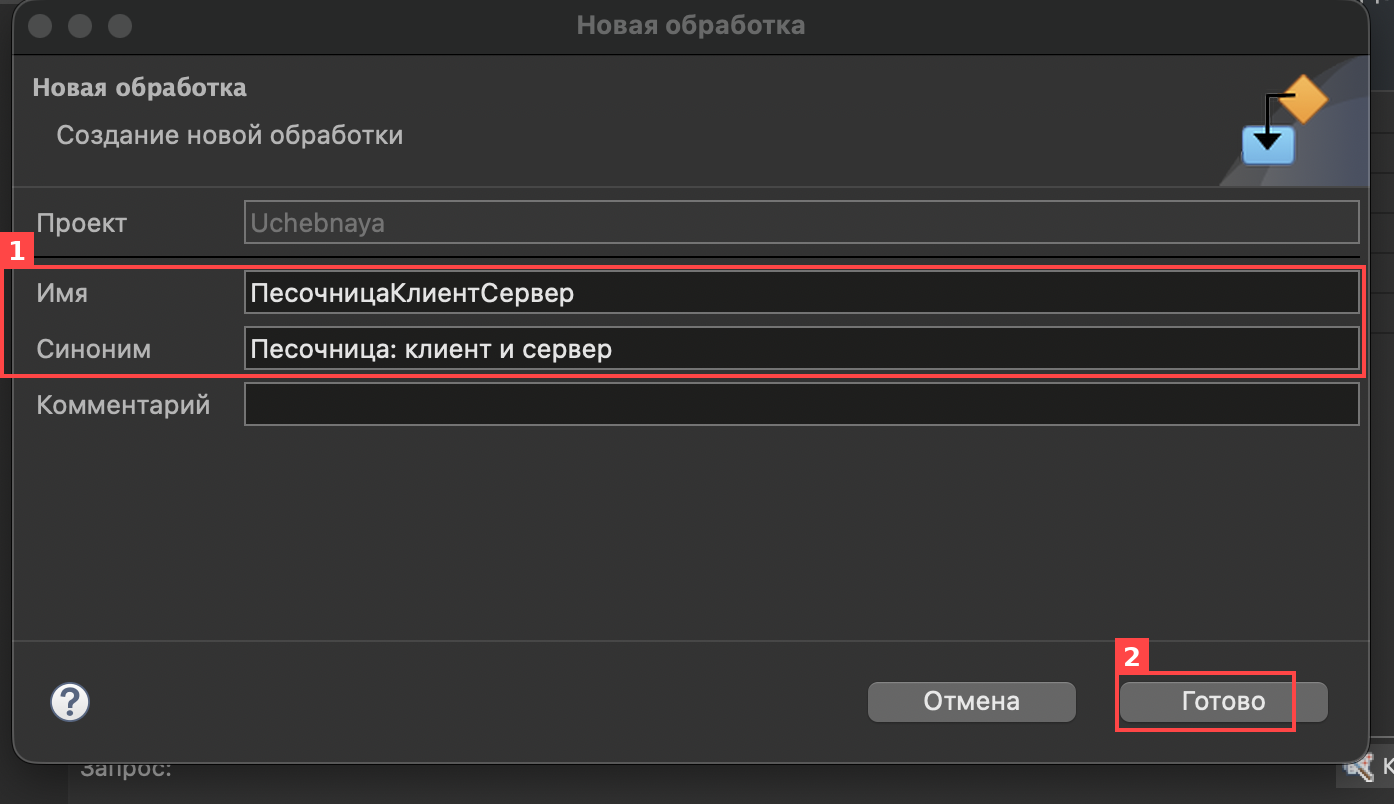 Новая обработка
Новая обработка
Создание новой обработки
Проект Uchebnaya
1
Имя ПесочницаКлиентСервер
Синоним Песочница: клиент и сервер
Комментарий
2
? Отмена Готово
Запрос: К